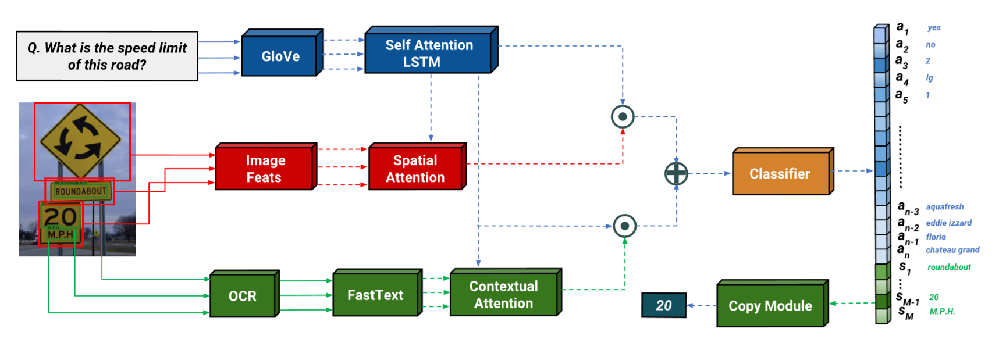 Q. What is the speed limit
of this road?
GloVe
Self Attention
LSTM
ROUNDABOUT
ROUNDABOUT
20
M.P.H.
M.P.H.
Image
Feats
Spatial
Attention
OCR
FastText
Contextual
Attention
Classifier
Copy Module
20
a1 yes
a2 no
a3 2
a4 lg
a5 1
an-3 aquafresh
an-2 eddie izzard
an-1 florio
an chateau grand
s1 roundabout
sM-1 20
sM M.P.H.